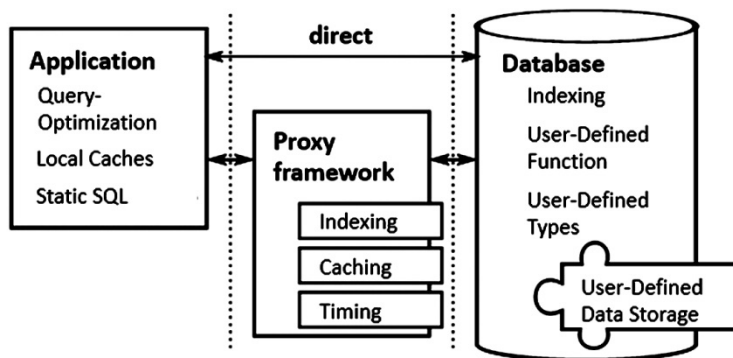 direct
Application
Query-
Optimization
Local Caches
Static SQL
Proxy
framework
Indexing
Caching
Timing
Database
Indexing
User-Defined
Function
User-Defined
Types
User-Defined
Data Storage